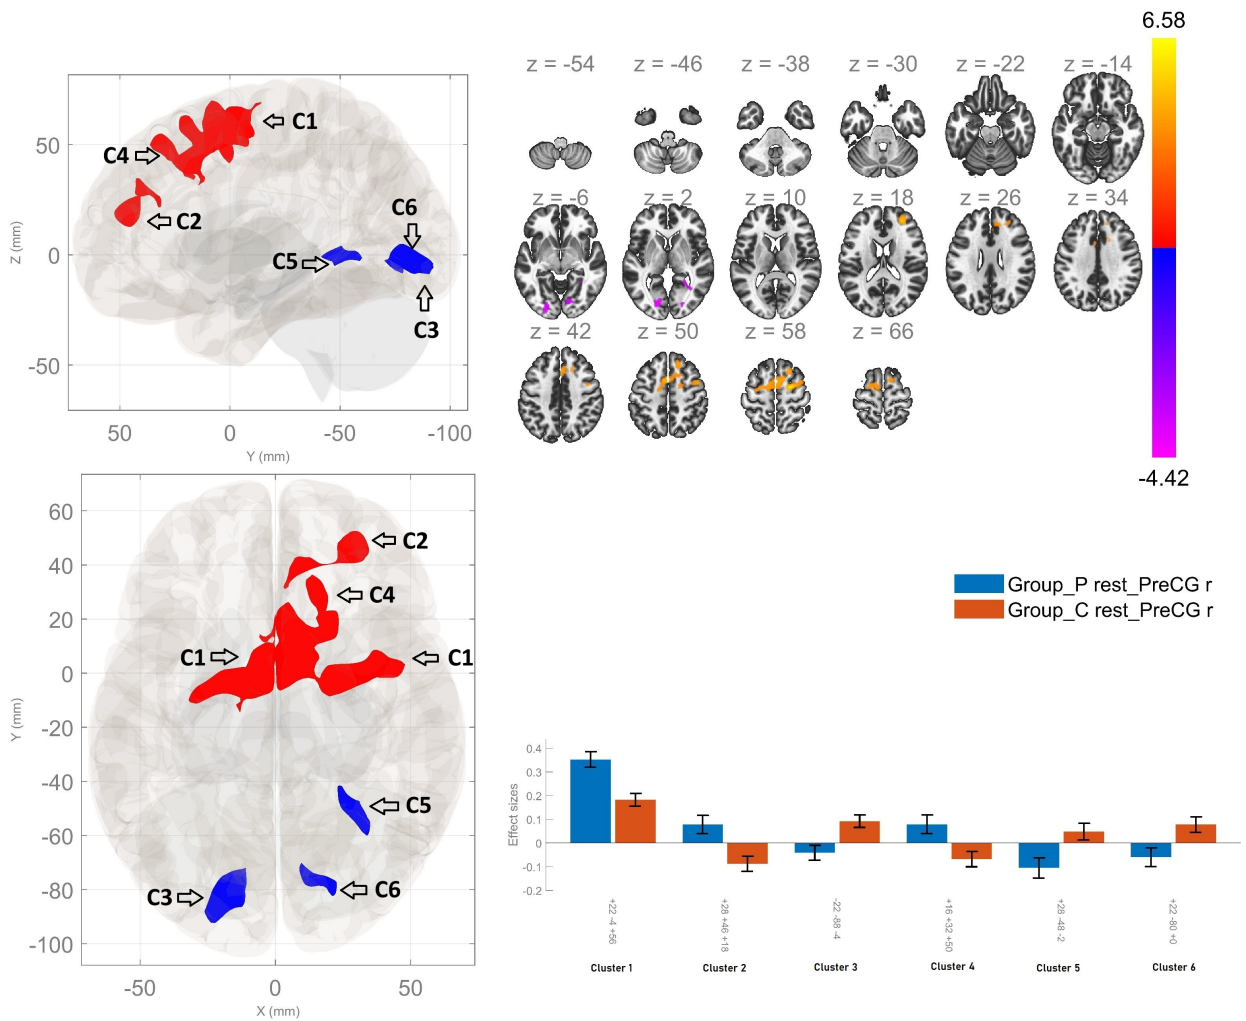 C1
C4
C2
C6
C5
C3
50
0
-50
Z (mm)
50
0
-50
-100
Y (mm)
z = -54
z = -46
z = -38
z = -30
z = -22
z = -14
z = -6
z = 2
z = 10
z = 18
z = 26
z = 34
z = 42
z = 50
z = 58
z = 66
6.58
-4.42
C2
C4
C1
C1
C5
C3
C6
60
40
20
0
-20
-40
-60
-80
-100
Y (mm)
-50
0
50
X (mm)
Group_P rest_PreCG r
Group_C rest_PreCG r
0.4
0.3
0.2
0.1
0
-0.1
-0.2
Effect sizes
+22 -4 +56
+28 +46 +18
-22 -88 -4
+16 +32 +50
+28 -48 -2
+22 -80 +0
Cluster 1
Cluster 2
Cluster 3
Cluster 4
Cluster 5
Cluster 6